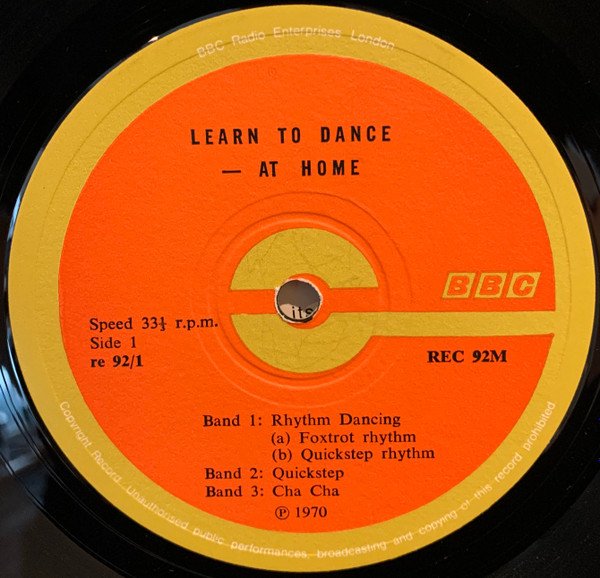 BBC Radio Enterprises London
LEARN TO DANCE
— AT HOME
BBC
its
Speed 33⅓ r.p.m.
Side 1
re 92/1
REC 92M
Band 1: Rhythm Dancing
(a) Foxtrot rhythm
(b) Quickstep rhythm
Band 2: Quickstep
Band 3: Cha Cha
℗ 1970
Copyright Record. Unauthorised public performances, broadcasting and copying of this record prohibited